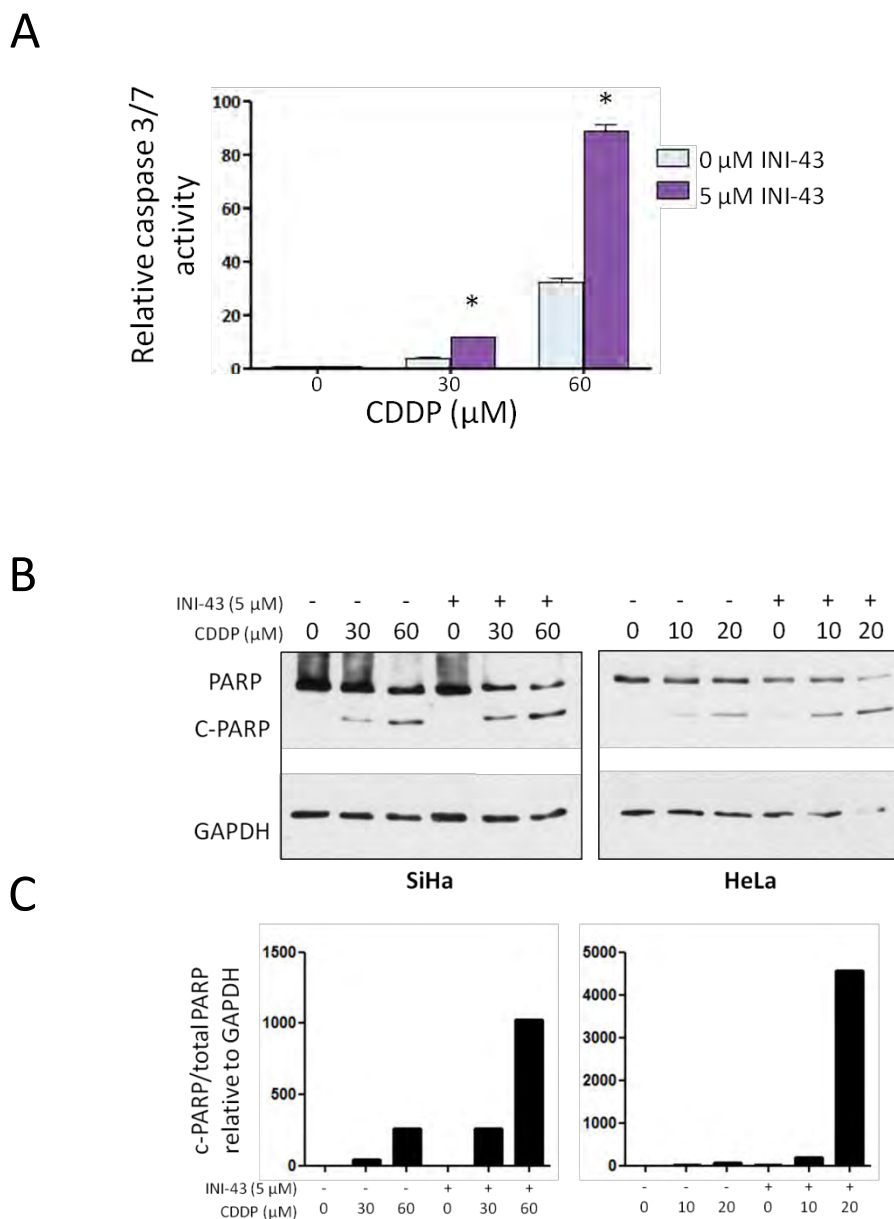 A
Relative caspase 3/7
activity
100
80
60
40
20
0
*
*
0 µM INI-43
5 µM INI-43
0 30 60
CDDP (µM)
B
INI-43 (5 µM) - - - + + + - - - + + +
CDDP (µM) 0 30 60 0 30 60 0 10 20 0 10 20
PARP
C-PARP
GAPDH
SiHa HeLa
C
c-PARP/total PARP
relative to GAPDH
1500
1000
500
0
5000
4000
3000
2000
1000
0
INI-43 (5 µM) - - - + + + - - - + + +
CDDP (µM) 0 30 60 0 30 60 0 10 20 0 10 20